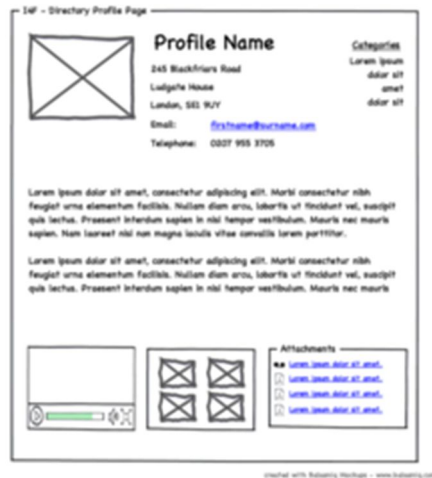 I4F - Directory Profile Page
Profile Name
245 Blackfriars Road
Ludgate House
London, SE1 9UY
Email: firstname@surname.com
Telephone: 0207 955 3705
Categories
Lorem ipsum
dolor sit
amet
dolor sit
Lorem ipsum dolor sit amet, consectetur adipiscing elit. Morbi consectetur nibh
feugiat urna elementum facilisis. Nullam diam arcu, lobortis ut tincidunt vel, suscipit
quis lectus. Praesent interdum sapien in nisl tempor vestibulum. Mauris nec mauris
sapien. Nam laoreet nisl non magna iaculis vitae convallis lorem porttitor.
Lorem ipsum dolor sit amet, consectetur adipiscing elit. Morbi consectetur nibh
feugiat urna elementum facilisis. Nullam diam arcu, lobortis ut tincidunt vel, suscipit
quis lectus. Praesent interdum sapien in nisl tempor vestibulum. Mauris nec mauris
Attachments
Lorem ipsum dolor sit amet.
Lorem ipsum dolor sit amet.
Lorem ipsum dolor sit amet.
Lorem ipsum dolor sit amet.
created with Balsamiq Mockups - www.balsamiq.com